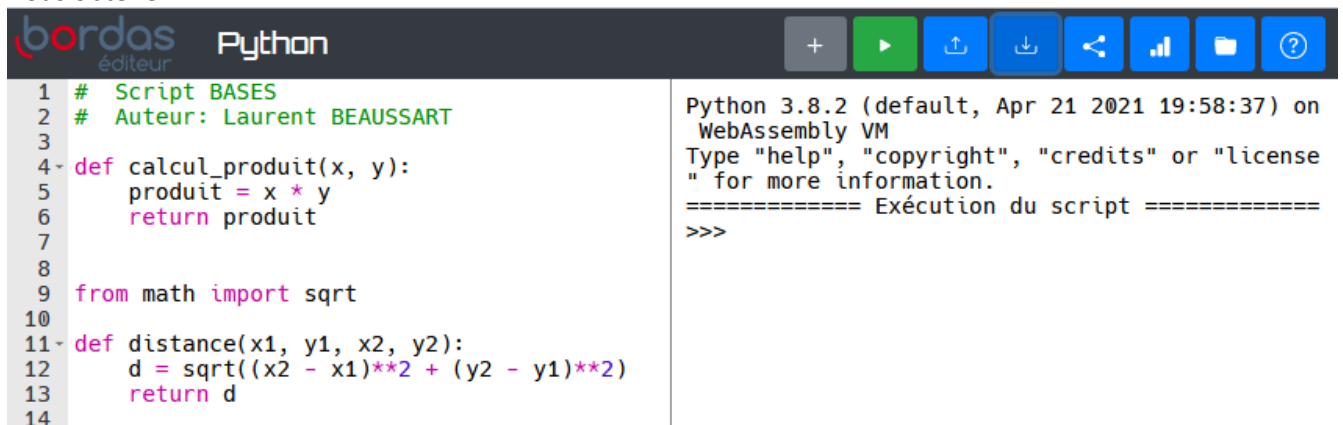 bordas
éditeur
Python
1 #  Script BASES
2 #  Auteur: Laurent BEAUSSART
3
4 def calcul_produit(x, y):
5     produit = x * y
6     return produit
7
8
9 from math import sqrt
10
11 def distance(x1, y1, x2, y2):
12     d = sqrt((x2 - x1)**2 + (y2 - y1)**2)
13     return d
14
Python 3.8.2 (default, Apr 21 2021 19:58:37) on
 WebAssembly VM
Type "help", "copyright", "credits" or "license
" for more information.
============= Exécution du script =============
>>>